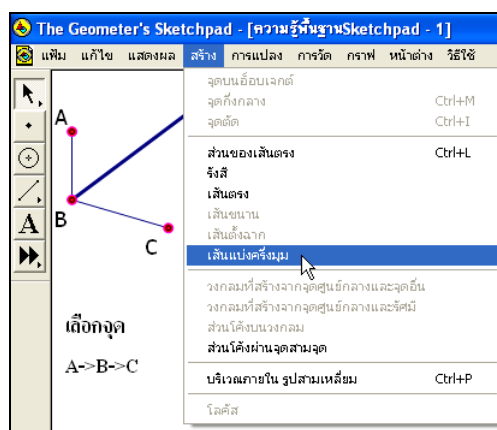 The Geometer's Sketchpad - [ความรู้พื้นฐานSketchpad - 1]
แฟ้ม แก้ไข แสดงผล สร้าง การแปลง การวัด กราฟ หน้าต่าง วิธีใช้
จุดบนอ็อบเจกต์
จุดกึ่งกลาง Ctrl+M
จุดตัด Ctrl+I
ส่วนของเส้นตรง Ctrl+L
รังสี
เส้นตรง
เส้นขนาน
เส้นตั้งฉาก
เส้นแบ่งครึ่งมุม
วงกลมที่สร้างจากจุดศูนย์กลางและจุดอื่น
วงกลมที่สร้างจากจุดศูนย์กลางและรัศมี
ส่วนโค้งบนวงกลม
ส่วนโค้งผ่านจุดสามจุด
บริเวณภายใน รูปสามเหลี่ยม Ctrl+P
โลคัส
A
A
B
C
เลือกจุด
A->B->C